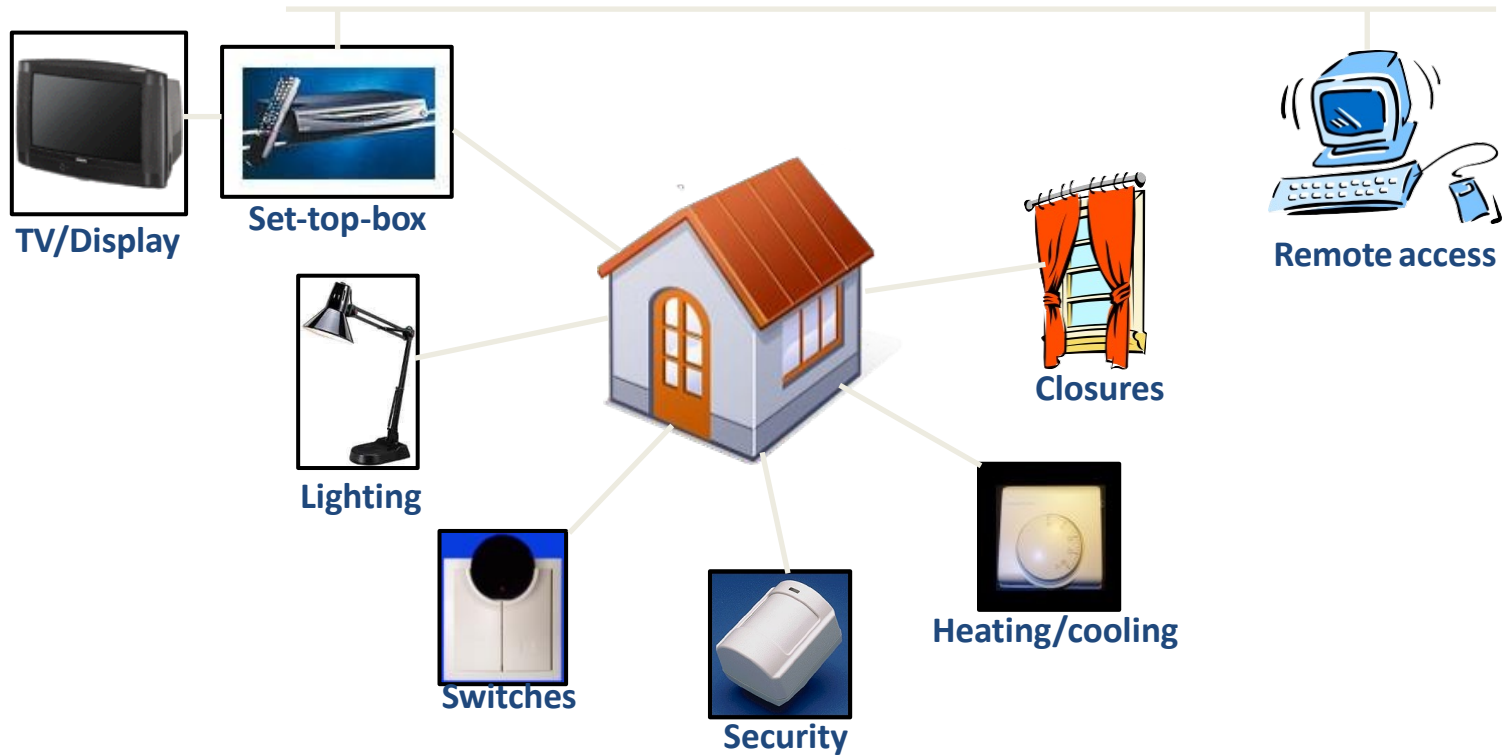 TV/Display
Set-top-box
Remote access
Lighting
Closures
Switches
Security
Heating/cooling